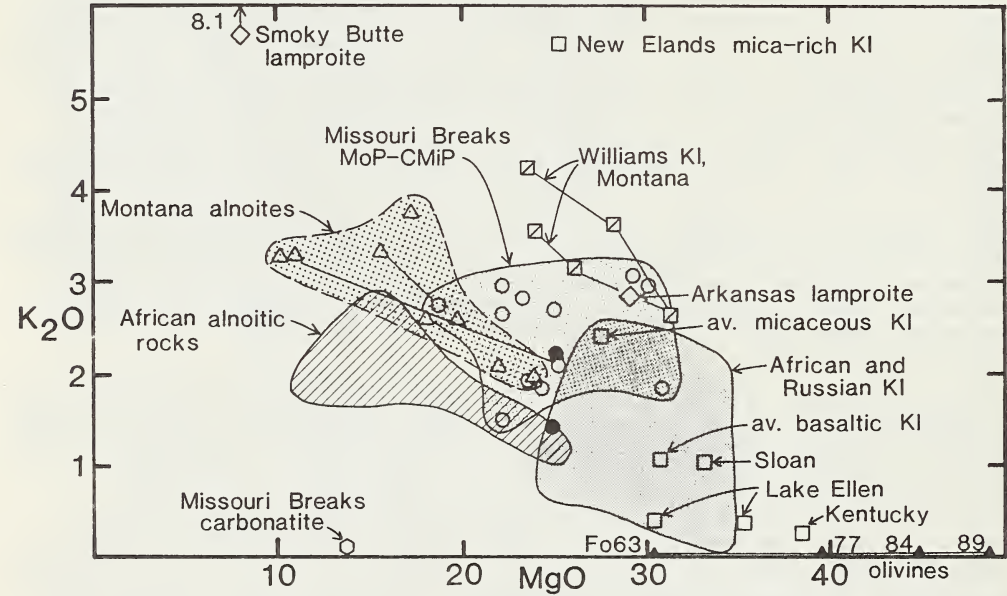 8.1
Smoky Butte
lamproite
New Elands mica-rich KI
5
Missouri Breaks
MoP-CMiP
Williams KI,
Montana
4
Montana alnoites
3
K₂O
Arkansas lamproite
African alnoitic
rocks
av. micaceous KI
2
African and
Russian KI
av. basaltic KI
1
Sloan
Lake Ellen
Missouri Breaks
carbonatite
Kentucky
Fo63
77
84
89
10
20
MgO
30
40
olivines